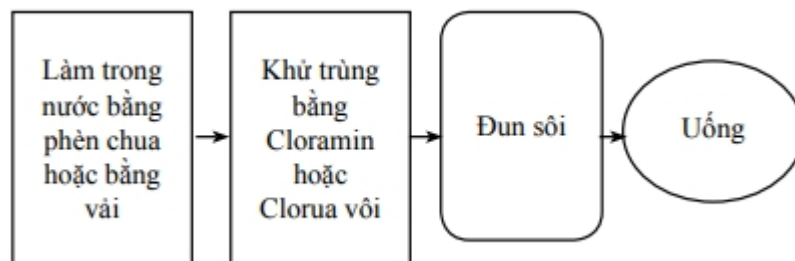 Làm trong
nước bằng
phèn chua
hoặc bằng
vải
Khử trùng
bằng
Cloramin
hoặc
Clorua vôi
Đun sôi
Uống